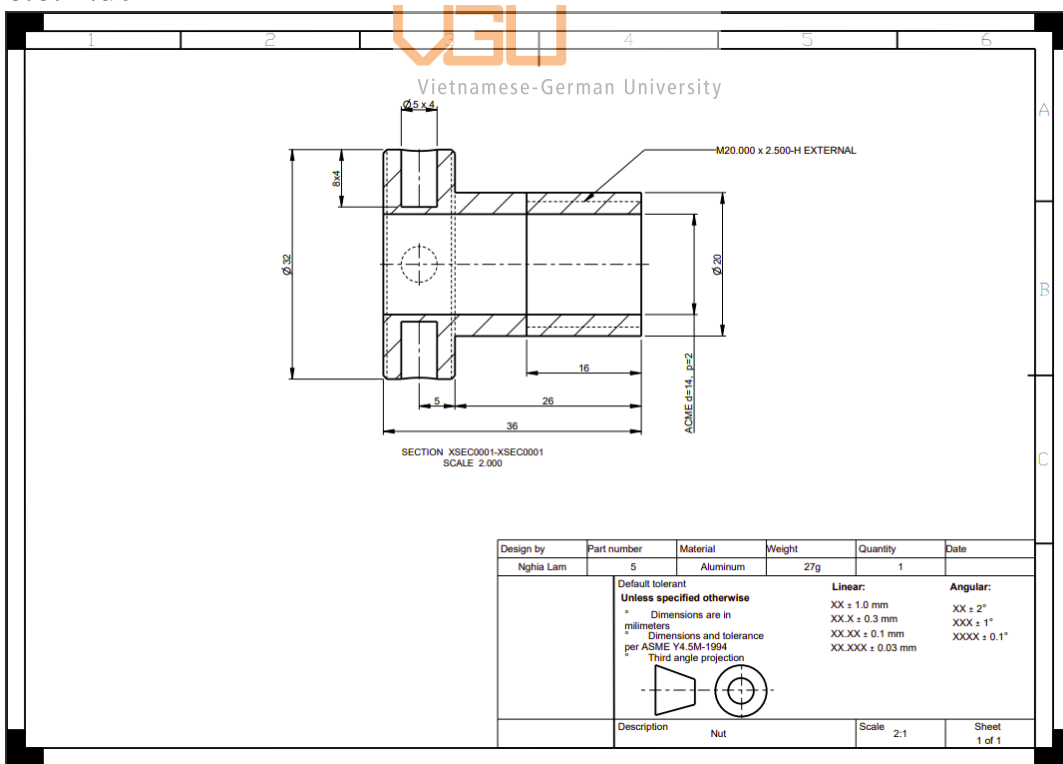 1 2 3 4 5 6
VGU
Vietnamese-German University
A
Ø5 x 4
M20.000 x 2.500-H EXTERNAL
8x4
Ø32
Ø20
B
16
ACME d=14, p=2
5
26
36
C
SECTION XSEC0001-XSEC0001
SCALE 2.000
Design by Part number Material Weight Quantity Date
Nghia Lam 5 Aluminum 27g 1
Default tolerant
Unless specified otherwise
° Dimensions are in
milimeters
° Dimensions and tolerance
per ASME Y4.5M-1994
° Third angle projection
Linear:
XX ± 1.0 mm
XX.X ± 0.3 mm
XX.XX ± 0.1 mm
XX.XXX ± 0.03 mm
Angular:
XX ± 2°
XXX ± 1°
XXXX ± 0.1°
Description Nut
Scale 2:1
Sheet
1 of 1